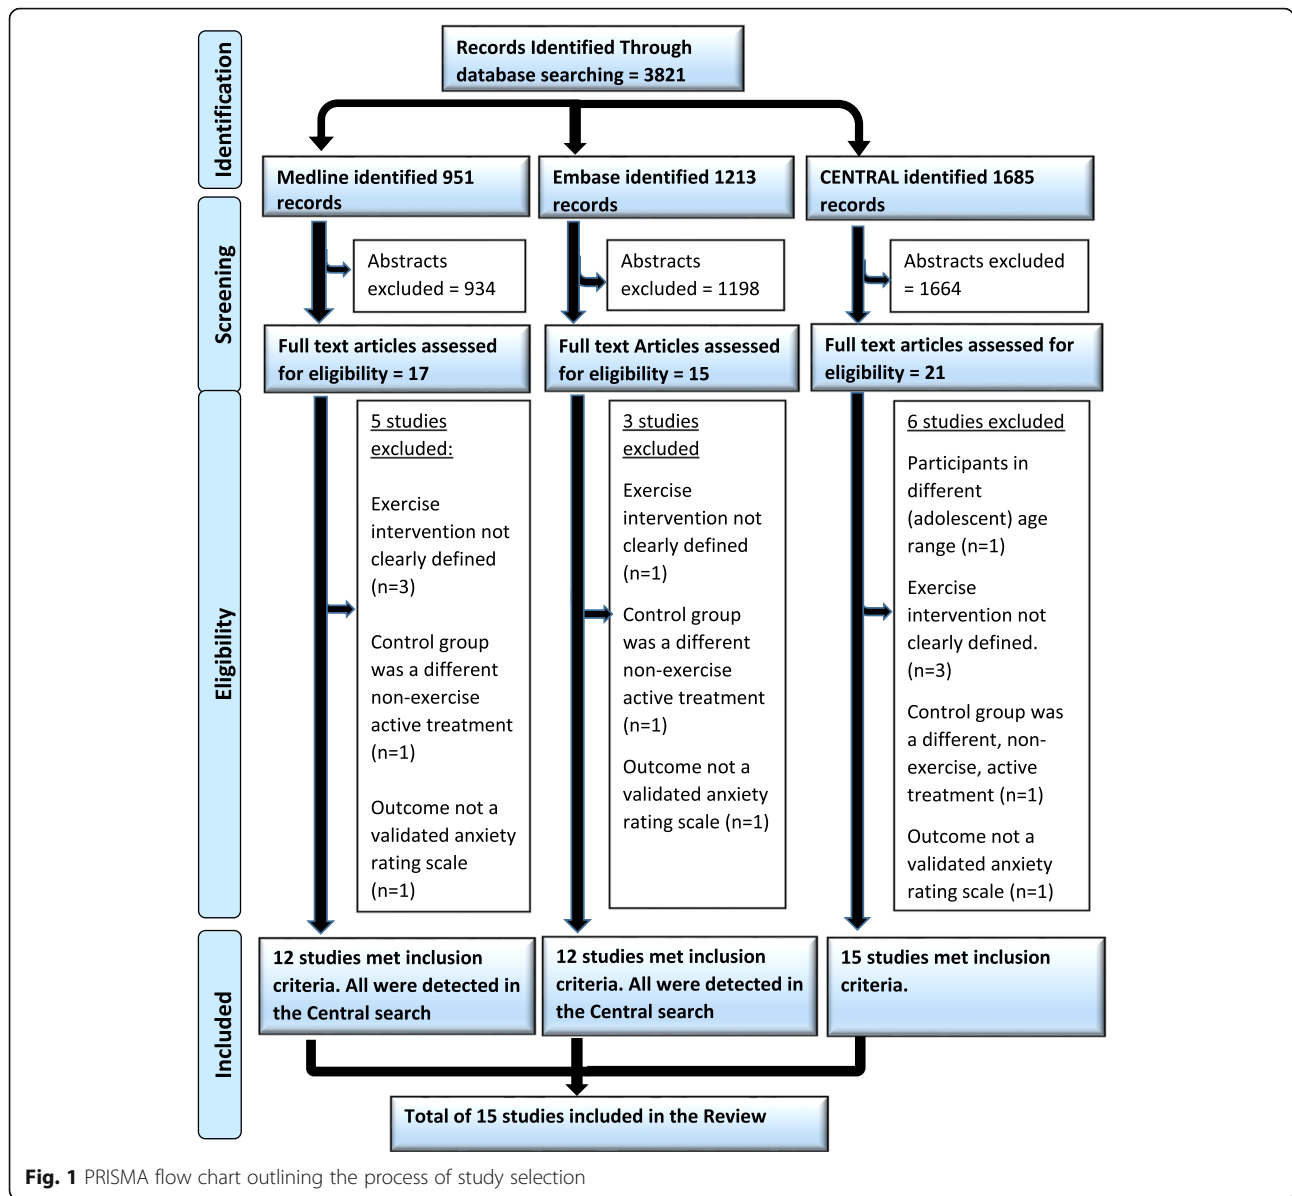 Identification
Records Identified Through
database searching = 3821
Medline identified 951
records
Embase identified 1213
records
CENTRAL identified 1685
records
Screening
Abstracts
excluded = 934
Abstracts
excluded = 1198
Abstracts excluded
= 1664
Full text articles assessed
for eligibility = 17
Full text Articles assessed
for eligibility = 15
Full text articles assessed for
eligibility = 21
Eligibility
5 studies
excluded:
Exercise
intervention not
clearly defined
(n=3)
Control group
was a different
non-exercise
active treatment
(n=1)
Outcome not a
validated anxiety
rating scale
(n=1)
3 studies
excluded
Exercise
intervention not
clearly defined
(n=1)
Control group
was a different
non-exercise
active treatment
(n=1)
Outcome not a
validated anxiety
rating scale (n=1)
6 studies excluded
Participants in
different
(adolescent) age
range (n=1)
Exercise
intervention not
clearly defined.
(n=3)
Control group was
a different, non-
exercise, active
treatment (n=1)
Outcome not a
validated anxiety
rating scale (n=1)
Included
12 studies met inclusion
criteria. All were detected in
the Central search
12 studies met inclusion
criteria. All were detected in
the Central search
15 studies met inclusion
criteria.
Total of 15 studies included in the Review
Fig. 1 PRISMA flow chart outlining the process of study selection